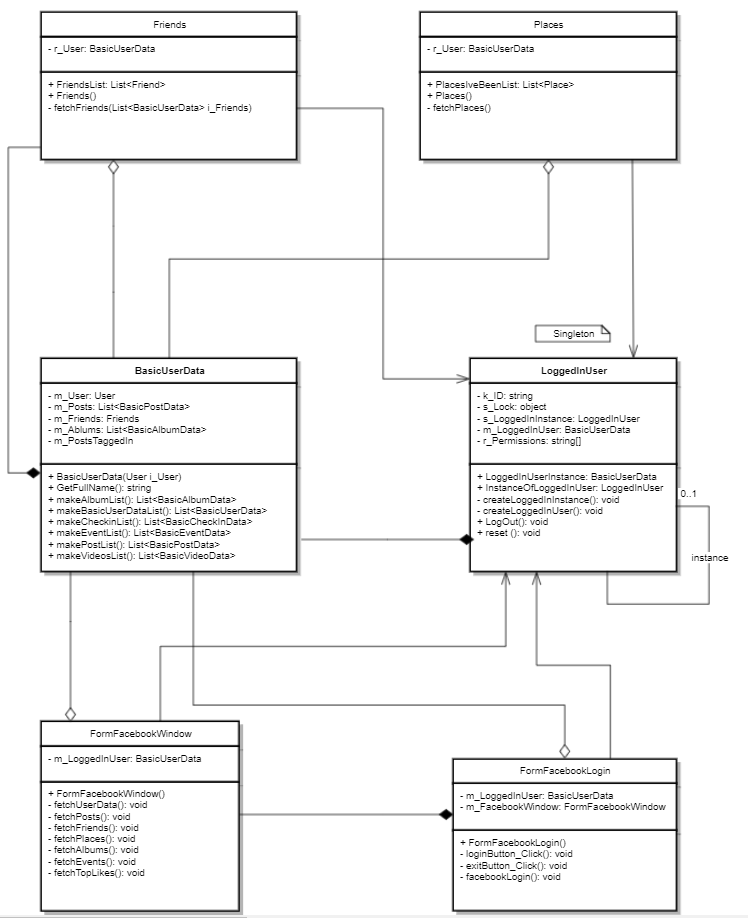 Friends
- r_User: BasicUserData
+ FriendsList: List<Friend>
+ Friends()
- fetchFriends(List<BasicUserData> i_Friends)
Places
- r_User: BasicUserData
+ PlacesIveBeenList: List<Place>
+ Places()
- fetchPlaces()
Singleton
BasicUserData
- m_User: User
- m_Posts: List<BasicPostData>
- m_Friends: Friends
- m_Ablums: List<BasicAlbumData>
- m_PostsTaggedIn
+ BasicUserData(User i_User)
+ GetFullName(): string
+ makeAlbumList(): List<BasicAlbumData>
+ makeBasicUserDataList(): List<BasicUserData>
+ makeCheckinList(): List<BasicCheckInData>
+ makeEventList(): List<BasicEventData>
+ makePostList(): List<BasicPostData>
+ makeVideosList(): List<BasicVideoData>
LoggedInUser
- k_ID: string
- s_Lock: object
- s_LoggedInInstance: LoggedInUser
- m_LoggedInUser: BasicUserData
- r_Permissions: string[]
+ LoggedInUserInstance: BasicUserData
+ InstanceOfLoggedInUser: LoggedInUser
- createLoggedInInstance(): void
- createLoggedInUser(): void
+ LogOut(): void
+ reset (): void
0..1
instance
FormFacebookWindow
- m_LoggedInUser: BasicUserData
+ FormFacebookWindow()
- fetchUserData(): void
- fetchPosts(): void
- fetchFriends(): void
- fetchPlaces(): void
- fetchAlbums(): void
- fetchEvents(): void
- fetchTopLikes(): void
FormFacebookLogin
- m_LoggedInUser: BasicUserData
- m_FacebookWindow: FormFacebookWindow
+ FormFacebookLogin()
- loginButton_Click(): void
- exitButton_Click(): void
- facebookLogin(): void